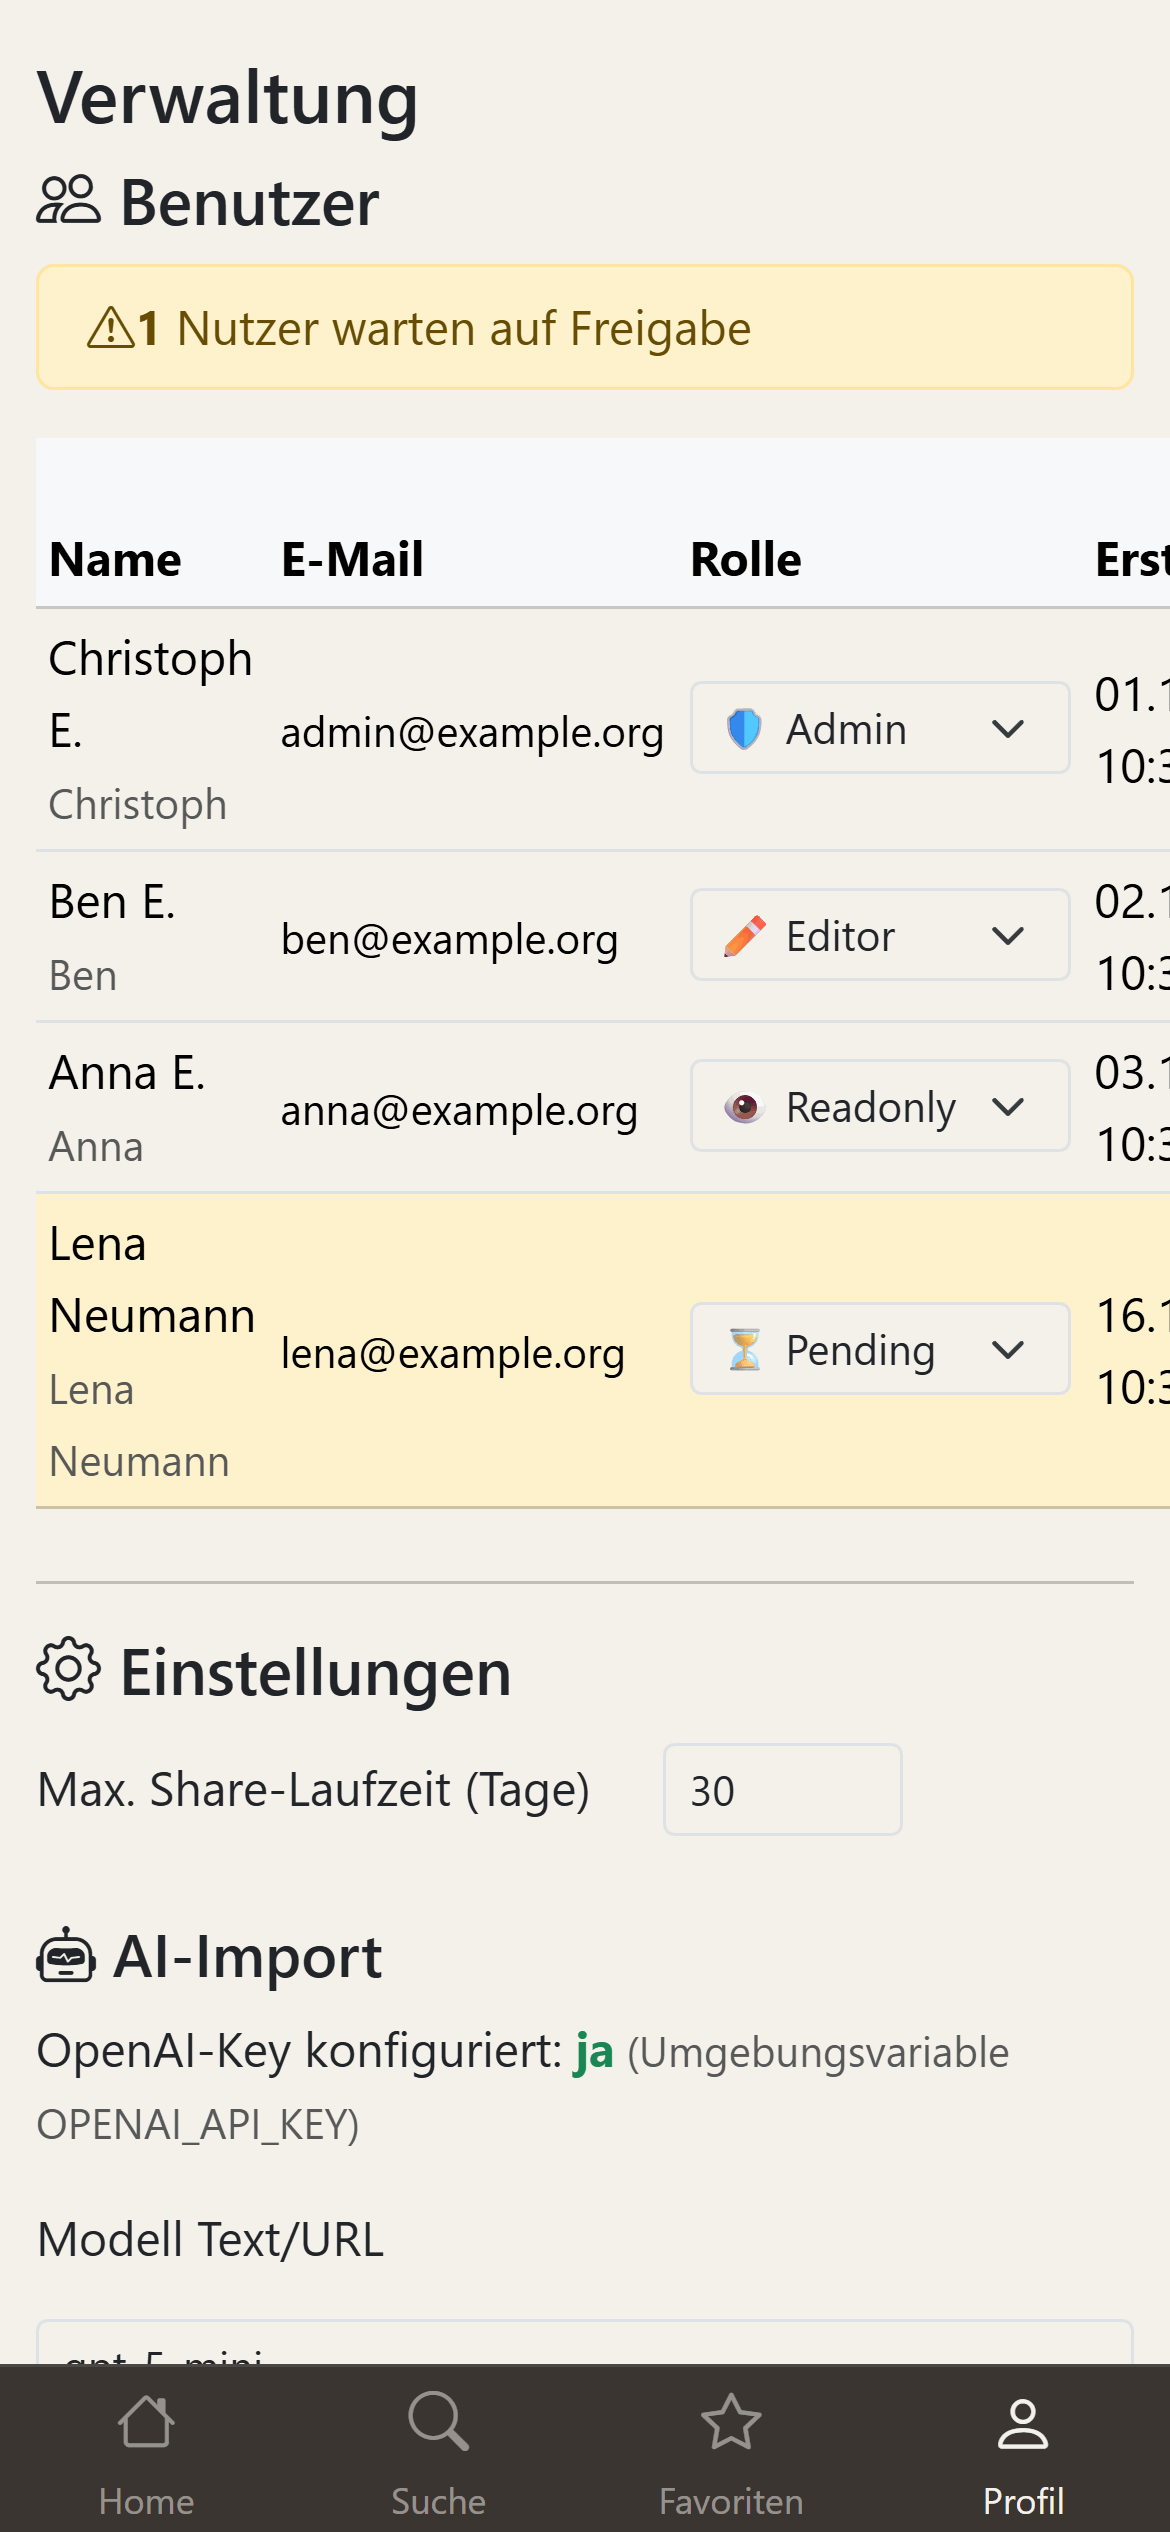 Verwaltung
Benutzer
1 Nutzer warten auf Freigabe
Name E-Mail Rolle
Christoph E. admin@example.org Admin
Christoph
Ben E. ben@example.org Editor
Ben
Anna E. anna@example.org Readonly
Anna
Lena Neumann lena@example.org Pending
Lena Neumann
Einstellungen
Max. Share-Laufzeit (Tage) 30
AI-Import
OpenAI-Key konfiguriert: ja (Umgebungsvariable
OPENAI_API_KEY)
Modell Text/URL
gpt-5-mini
Home Suche Favoriten Profil